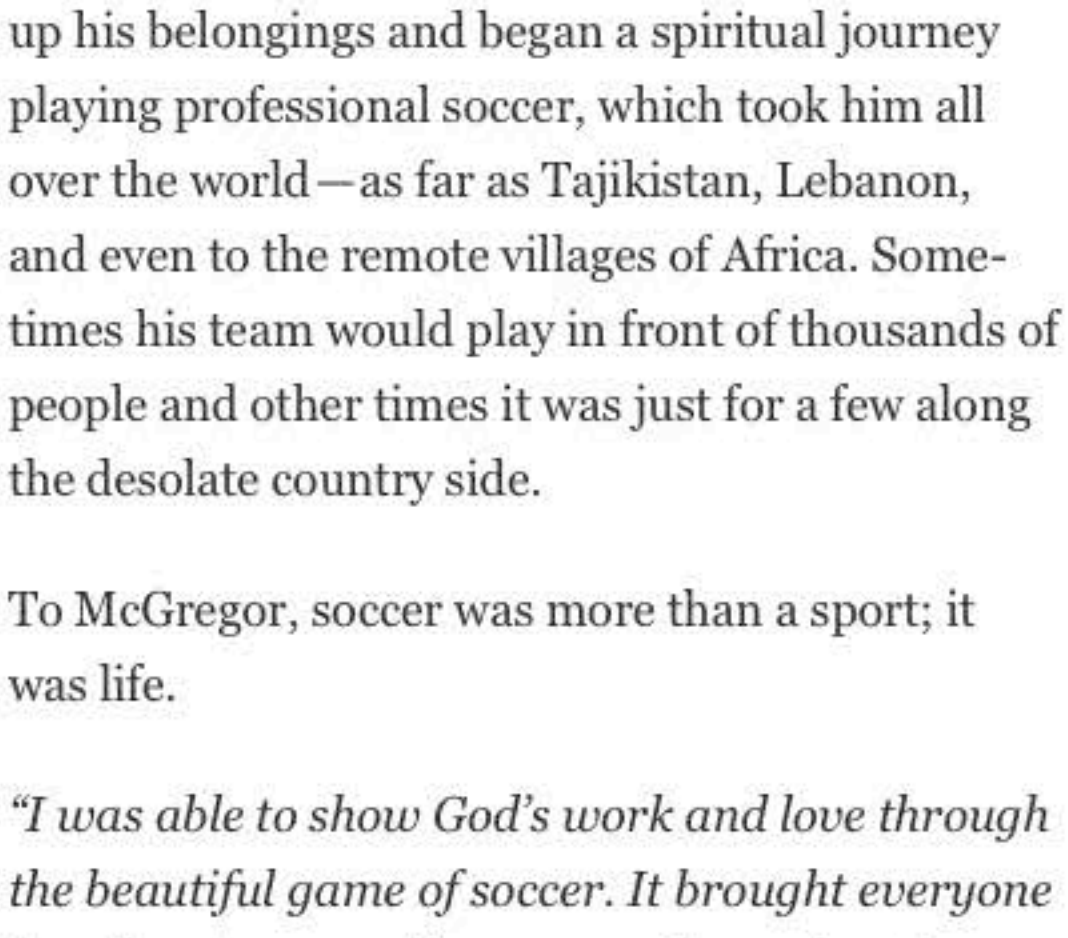 up his belongings and began a spiritual journey
playing professional soccer, which took him all
over the world—as far as Tajikistan, Lebanon,
and even to the remote villages of Africa. Some-
times his team would play in front of thousands of
people and other times it was just for a few along
the desolate country side.
To McGregor, soccer was more than a sport; it
was life.
“I was able to show God’s work and love through
the beautiful game of soccer. It brought everyone